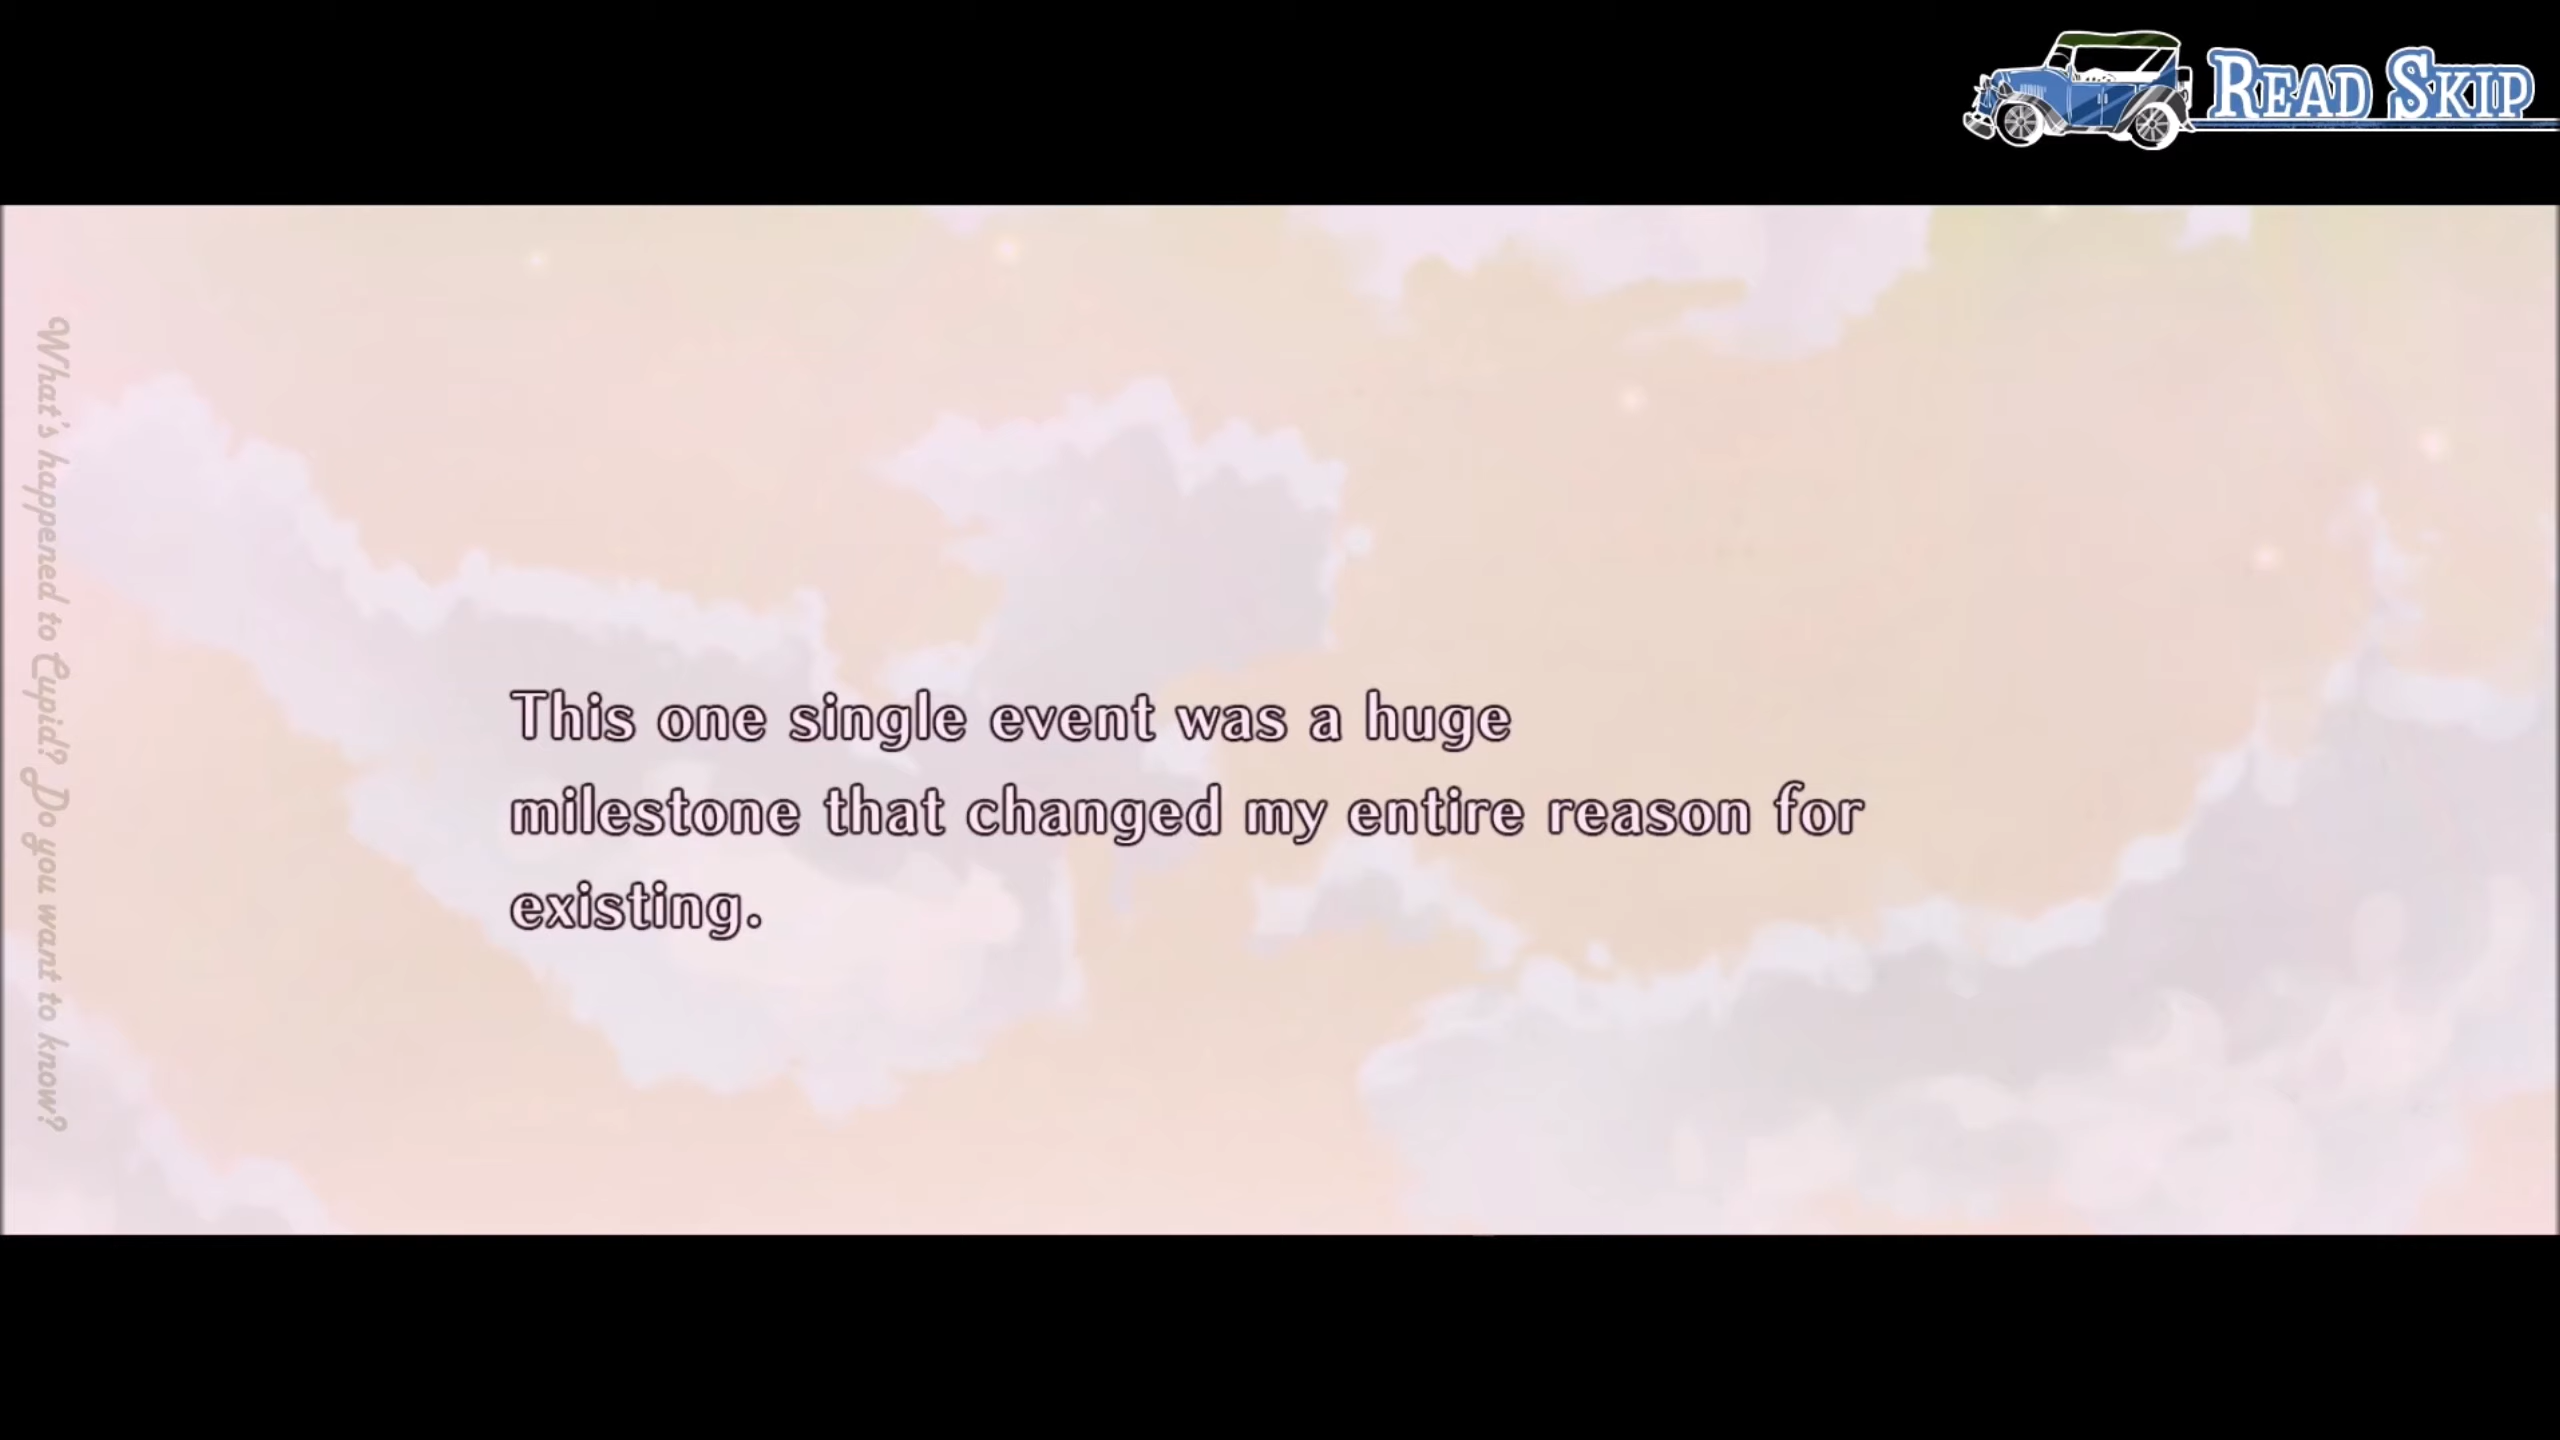 READ SKIP
What's happened to Cupid? Do you want to know?
This one single event was a huge
milestone that changed my entire reason for
existing.